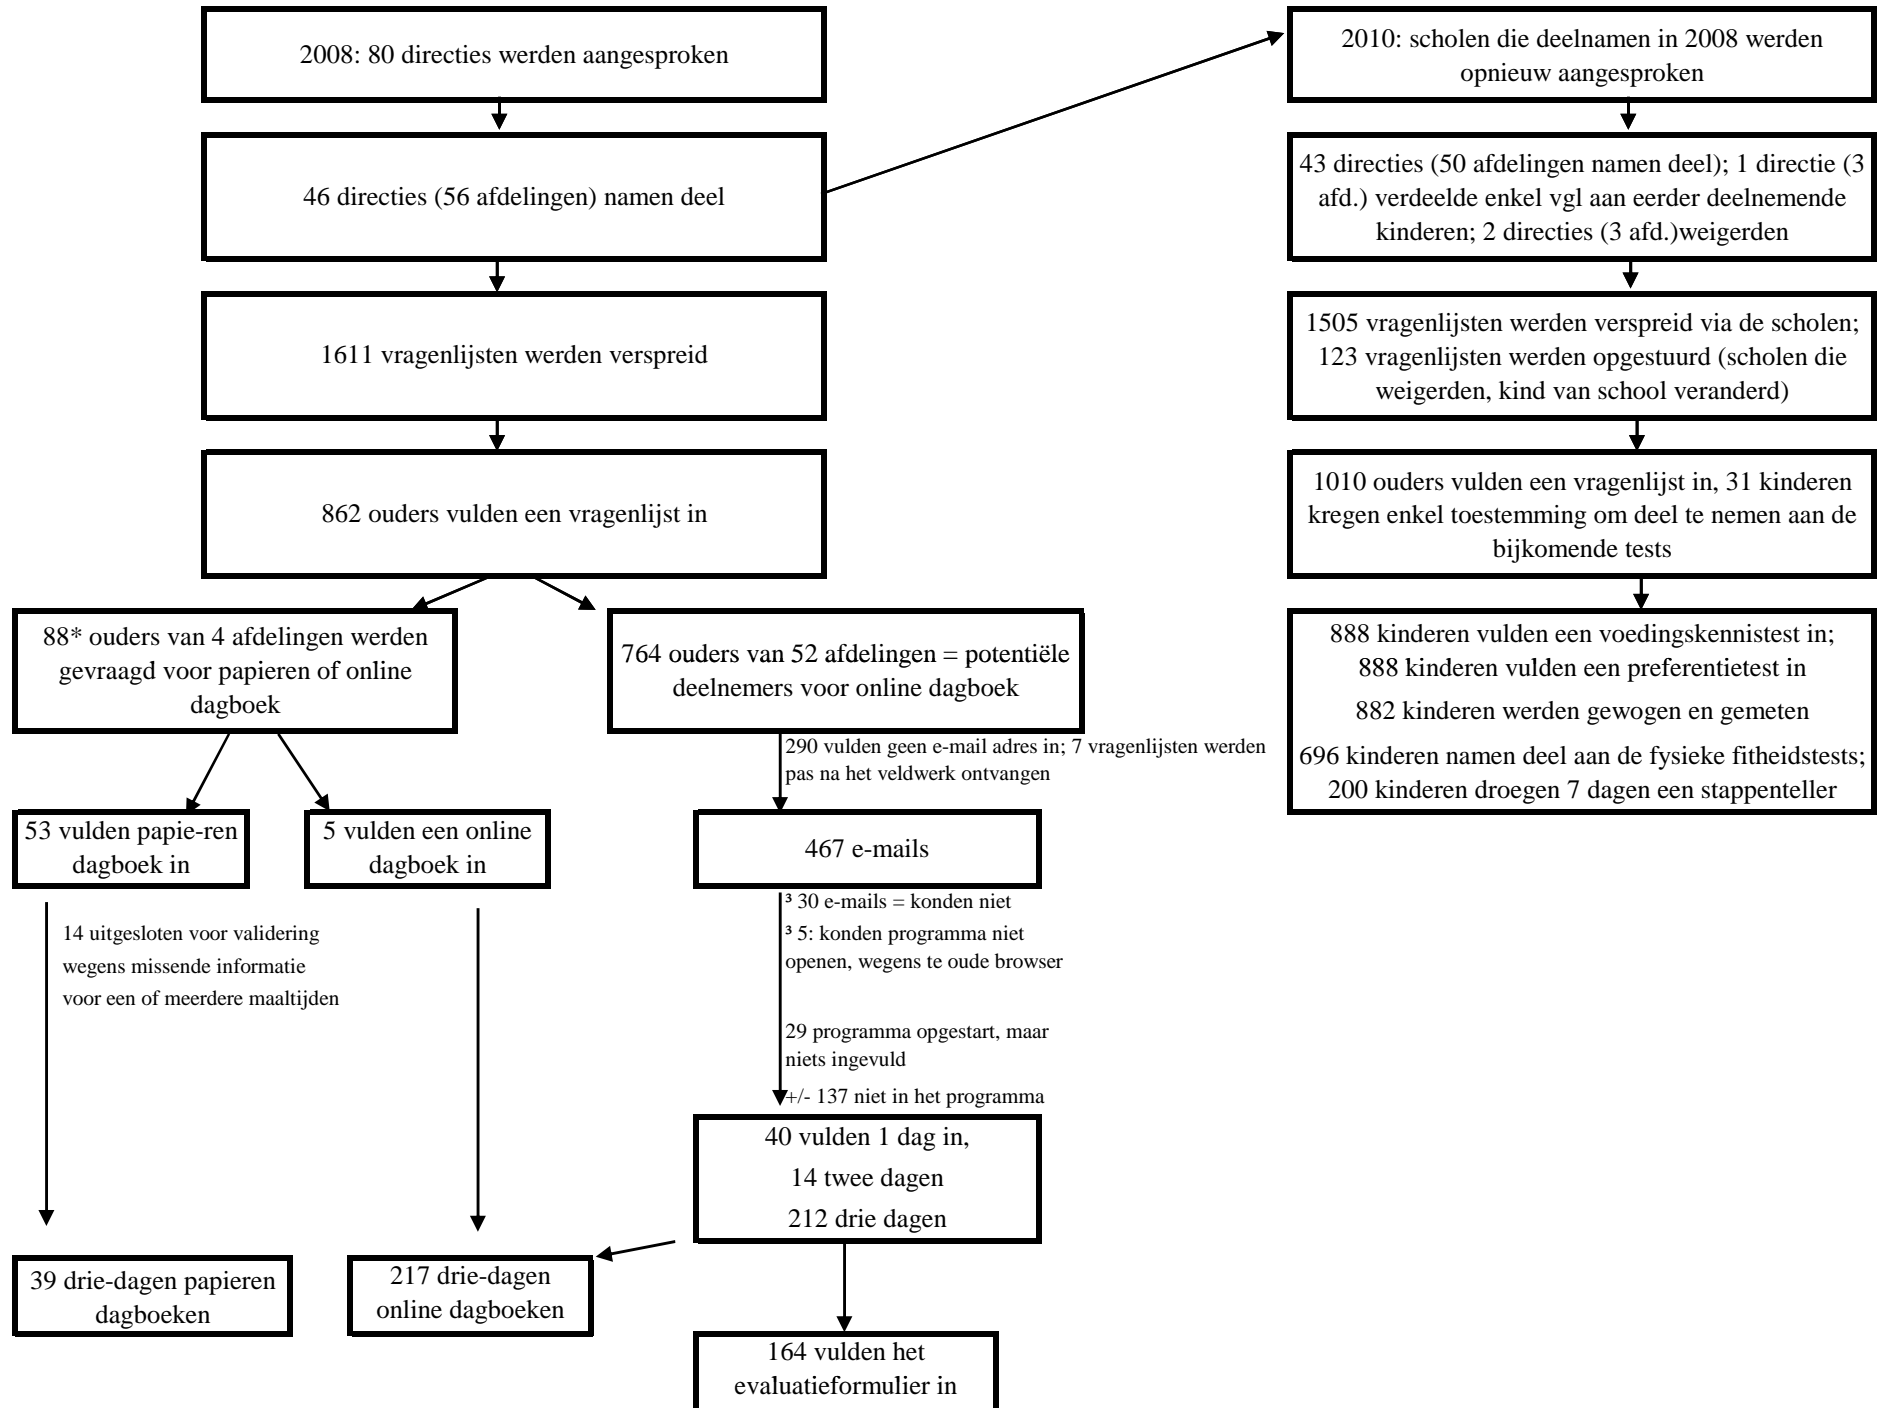 2008: 80 directies werden aangesproken
46 directies (56 afdelingen) namen deel
1611 vragenlijsten werden verspreid
862 ouders vulden een vragenlijst in
88* ouders van 4 afdelingen werden
gevraagd voor papieren of online
dagboek
764 ouders van 52 afdelingen = potentiële
deelnemers voor online dagboek
290 vulden geen e-mail adres in; 7 vragenlijsten werden
pas na het veldwerk ontvangen
53 vulden papie-ren
dagboek in
5 vulden een online
dagboek in
467 e-mails
14 uitgesloten voor validering
wegens missende informatie
voor een of meerdere maaltijden
³ 30 e-mails = konden niet
³ 5: konden programma niet
openen, wegens te oude browser
29 programma opgestart, maar
niets ingevuld
+/- 137 niet in het programma
40 vulden 1 dag in,
14 twee dagen
212 drie dagen
39 drie-dagen papieren
dagboeken
217 drie-dagen
online dagboeken
164 vulden het
evaluatieformulier in
2010: scholen die deelnamen in 2008 werden
opnieuw aangesproken
43 directies (50 afdelingen namen deel); 1 directie (3
afd.) verdeelde enkel vgl aan eerder deelnemende
kinderen; 2 directies (3 afd.)weigerden
1505 vragenlijsten werden verspreid via de scholen;
123 vragenlijsten werden opgestuurd (scholen die
weigerden, kind van school veranderd)
1010 ouders vulden een vragenlijst in, 31 kinderen
kregen enkel toestemming om deel te nemen aan de
bijkomende tests
888 kinderen vulden een voedingskennistest in;
888 kinderen vulden een preferentietest in
882 kinderen werden gewogen en gemeten
696 kinderen namen deel aan de fysieke fitheidstests;
200 kinderen droegen 7 dagen een stappenteller